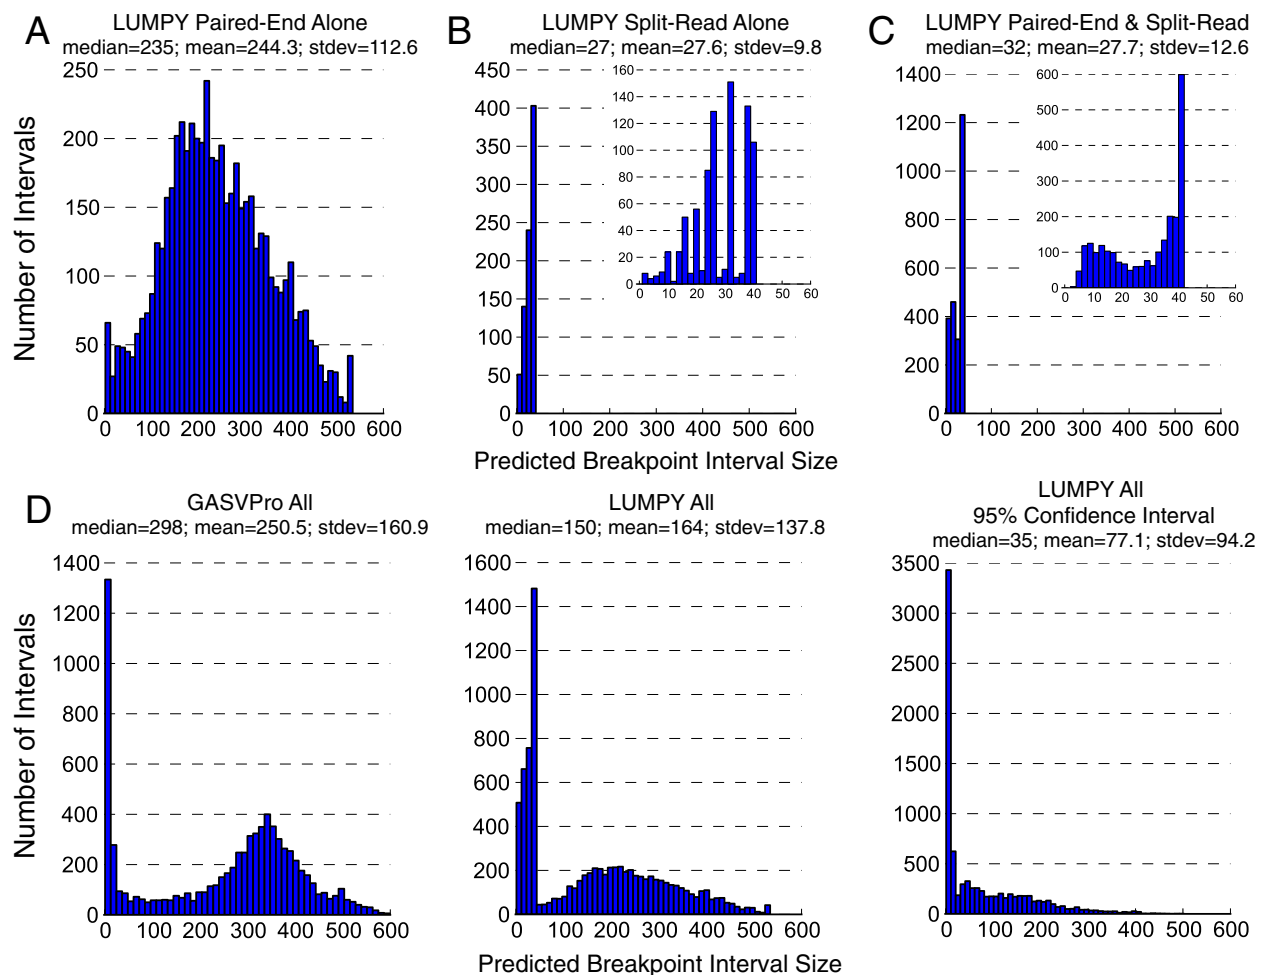 A
LUMPY Paired-End Alone
median=235; mean=244.3; stdev=112.6
250
200
150
100
50
0
0 100 200 300 400 500 600
Number of Intervals
B
LUMPY Split-Read Alone
median=27; mean=27.6; stdev=9.8
450
400
350
300
250
200
150
100
50
0
0 100 200 300 400 500 600
160
140
120
100
80
60
40
20
0
0 10 20 30 40 50 60
Predicted Breakpoint Interval Size
C
LUMPY Paired-End & Split-Read
median=32; mean=27.7; stdev=12.6
1400
1200
1000
800
600
400
200
0
0 100 200 300 400 500 600
600
500
400
300
200
100
0
0 10 20 30 40 50 60
D
GASVPro All
median=298; mean=250.5; stdev=160.9
1400
1200
1000
800
600
400
200
0
0 100 200 300 400 500 600
Number of Intervals
LUMPY All
median=150; mean=164; stdev=137.8
1600
1400
1200
1000
800
600
400
200
0
0 100 200 300 400 500 600
Predicted Breakpoint Interval Size
LUMPY All
95% Confidence Interval
median=35; mean=77.1; stdev=94.2
3500
3000
2500
2000
1500
1000
500
0
0 100 200 300 400 500 600